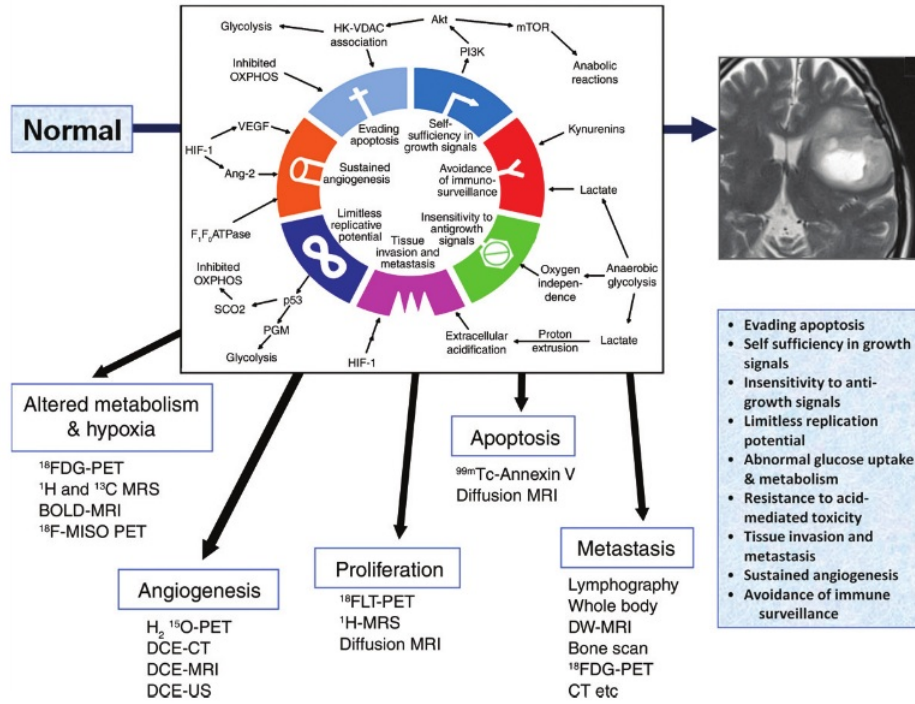 Glycolysis
HK-VDAC
association
Akt
mTOR
PI3K
Anabolic
reactions
Inhibited
OXPHOS
Normal
Evading
apoptosis
Self-
sufficiency in
growth signals
VEGF
HIF-1
Ang-2
Sustained
angiogenesis
Avoidance
of immuno-
surveillance
Kynurenins
Lactate
Limitless
replicative
potential
Insensitivity to
antigrowth
signals
Tissue
invasion and
metastasis
F₁F₀ATPase
Inhibited
OXPHOS
SCO2
p53
PGM
Glycolysis
HIF-1
Oxygen
indepen-
dence
Anaerobic
glycolysis
Extracellular
acidification
Proton
extrusion
Lactate
Altered metabolism
& hypoxia
¹⁸FDG-PET
¹H and ¹³C MRS
BOLD-MRI
¹⁸F-MISO PET
Angiogenesis
H₂ ¹⁵O-PET
DCE-CT
DCE-MRI
DCE-US
Proliferation
¹⁸FLT-PET
¹H-MRS
Diffusion MRI
Apoptosis
⁹⁹ᵐTc-Annexin V
Diffusion MRI
Metastasis
Lymphography
Whole body
DW-MRI
Bone scan
¹⁸FDG-PET
CT etc
• Evading apoptosis
• Self sufficiency in growth
signals
• Insensitivity to anti-
growth signals
• Limitless replication
potential
• Abnormal glucose uptake
& metabolism
• Resistance to acid-
mediated toxicity
• Tissue invasion and
metastasis
• Sustained angiogenesis
• Avoidance of immune
surveillance